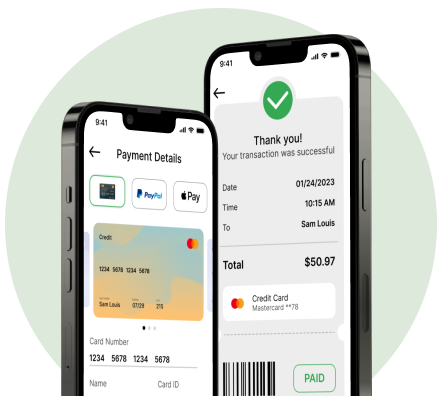 9:41
Payment Details
PayPal
Pay
Credit
1234 5678 1234 5678
Sam Louis 07/29 215
Card Number
1234 5678 1234 5678
Name Card ID
9:41
Thank you!
Your transaction was successful
Date 01/24/2023
Time 10:15 AM
To Sam Louis
Total $50.97
Credit Card
Mastercard **78
PAID